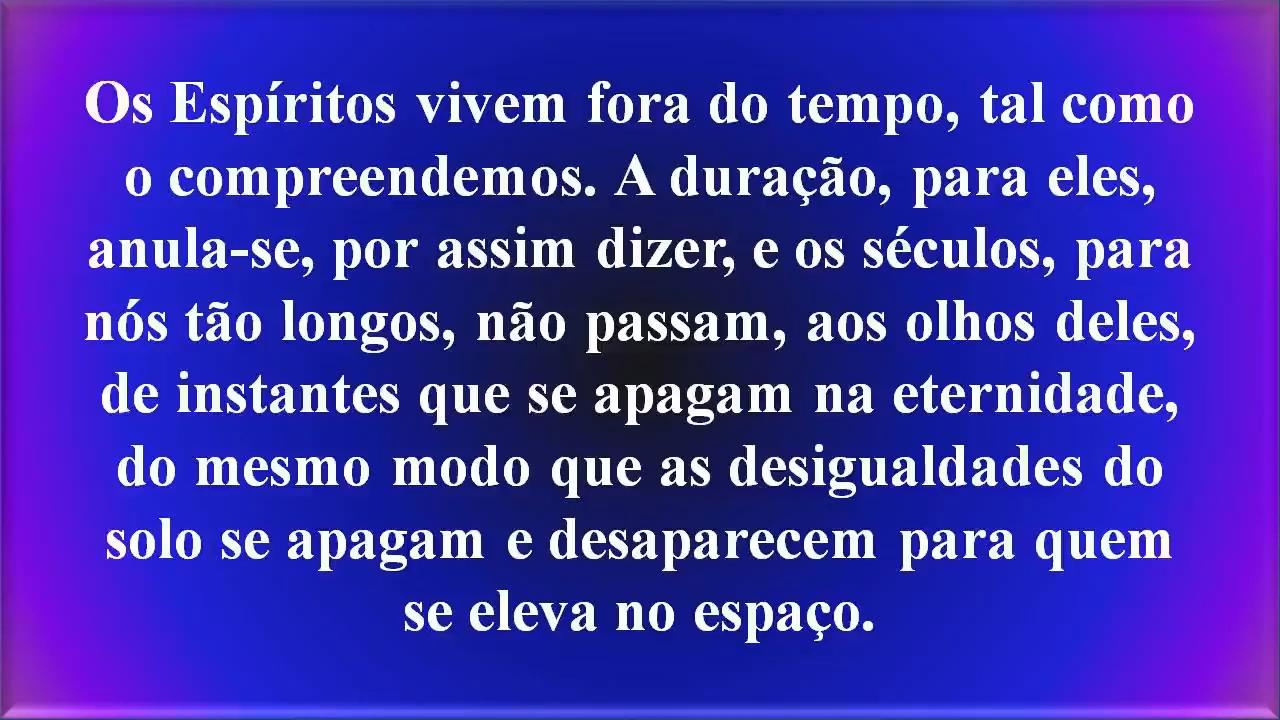 Os Espíritos vivem fora do tempo, tal como
o compreendemos. A duração, para eles,
anula-se, por assim dizer, e os séculos, para
nós tão longos, não passam, aos olhos deles,
de instantes que se apagam na eternidade,
do mesmo modo que as desigualdades do
solo se apagam e desaparecem para quem
se eleva no espaço.